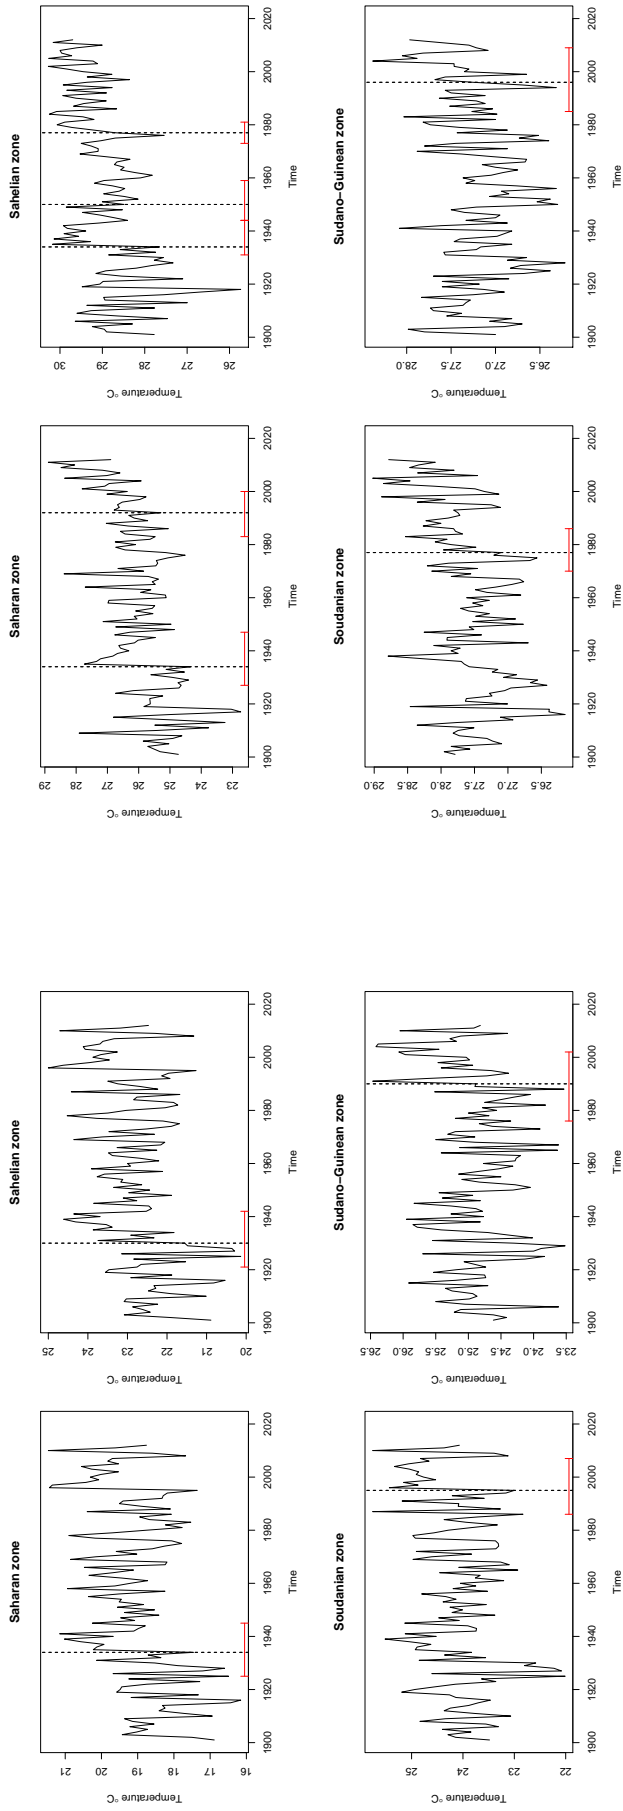 Sahelian zone
Temperature °C
30 29 28 27 26
1900 1920 1940 1960 1980 2000 2020
Time
Sudano−Guinean zone
Temperature °C
28.0 27.5 27.0 26.5
1900 1920 1940 1960 1980 2000 2020
Time
Saharan zone
Temperature °C
29 28 27 26 25 24 23
1900 1920 1940 1960 1980 2000 2020
Time
Soudanian zone
Temperature °C
29.0 28.5 28.0 27.5 27.0 26.5
1900 1920 1940 1960 1980 2000 2020
Time
Sahelian zone
Temperature °C
25 24 23 22 21 20
1900 1920 1940 1960 1980 2000 2020
Time
Sudano−Guinean zone
Temperature °C
26.5 26.0 25.5 25.0 24.5 24.0 23.5
1900 1920 1940 1960 1980 2000 2020
Time
Saharan zone
Temperature °C
21 20 19 18 17 16
1900 1920 1940 1960 1980 2000 2020
Time
Soudanian zone
Temperature °C
25 24 23 22
1900 1920 1940 1960 1980 2000 2020
Time